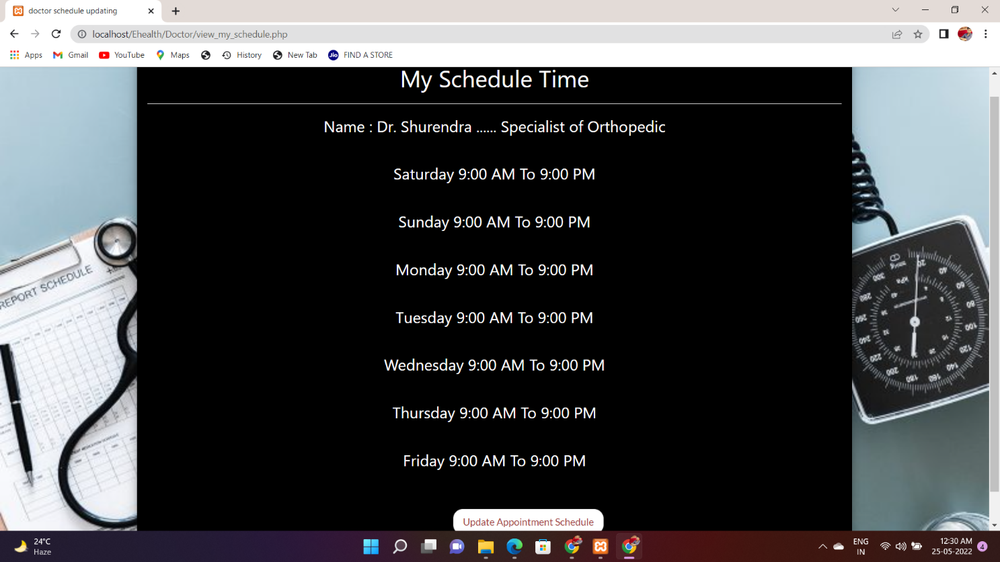 doctor schedule updating
localhost/Ehealth/Doctor/view_my_schedule.php
Apps Gmail YouTube Maps History New Tab Jio FIND A STORE
My Schedule Time
Name : Dr. Shurendra ...... Specialist of Orthopedic
Saturday 9:00 AM To 9:00 PM
Sunday 9:00 AM To 9:00 PM
Monday 9:00 AM To 9:00 PM
Tuesday 9:00 AM To 9:00 PM
Wednesday 9:00 AM To 9:00 PM
Thursday 9:00 AM To 9:00 PM
Friday 9:00 AM To 9:00 PM
Update Appointment Schedule
REPORT SCHEDULE
24°C
Haze
ENG
IN
12:30 AM
25-05-2022
4